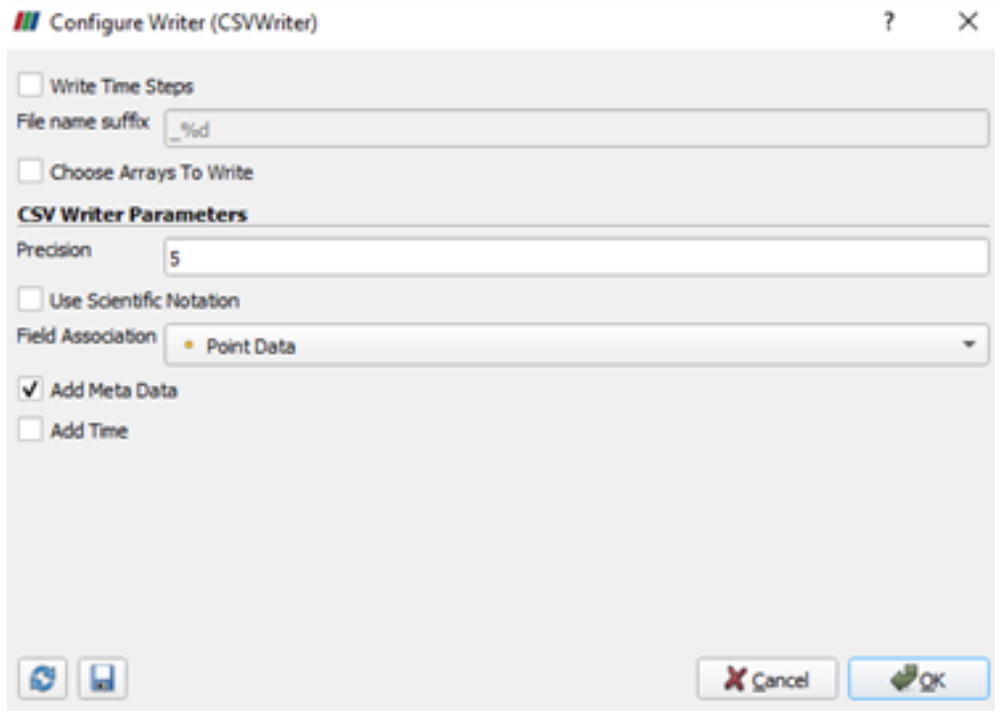 Configure Writer (CSVWriter) ?
Write Time Steps
File name suffix _%d
Choose Arrays To Write
CSV Writer Parameters
Precision 5
Use Scientific Notation
Field Association Point Data
Add Meta Data
Add Time
Cancel OK